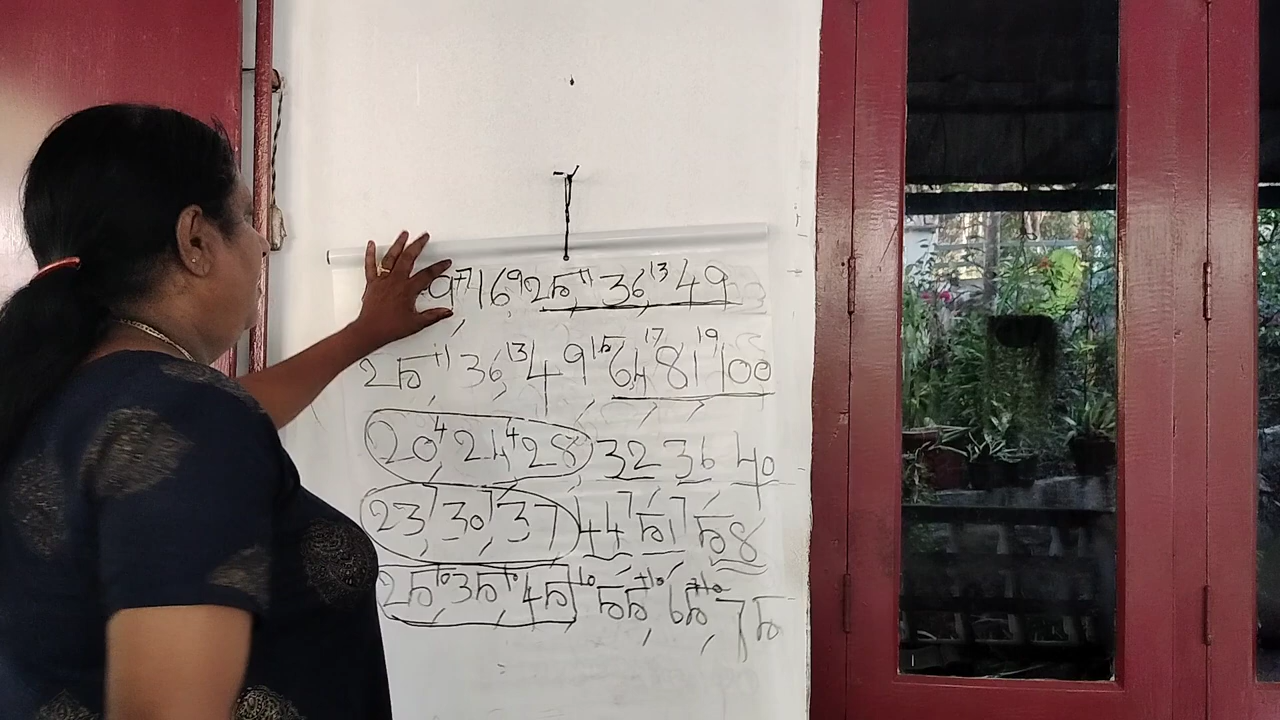 9 +7 16 9 25 11 36 13 49
25 +1 36 13 49 15 64 17 81 19 100
20 4 24 4 28 32 36 40
23 7 30 7 37 44 7 51 7 58
25 10 35 10 45 10 55 +10 65 +10 75